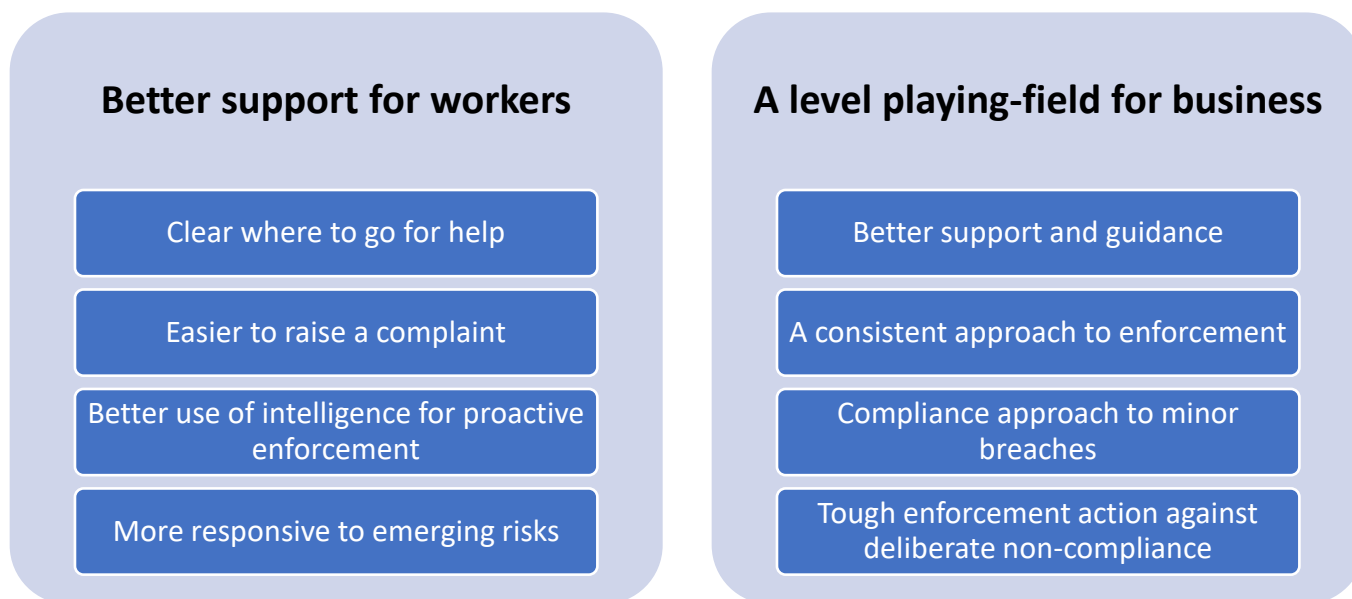 Better support for workers
Clear where to go for help
Easier to raise a complaint
Better use of intelligence for proactive
enforcement
More responsive to emerging risks
A level playing-field for business
Better support and guidance
A consistent approach to enforcement
Compliance approach to minor
breaches
Tough enforcement action against
deliberate non-compliance